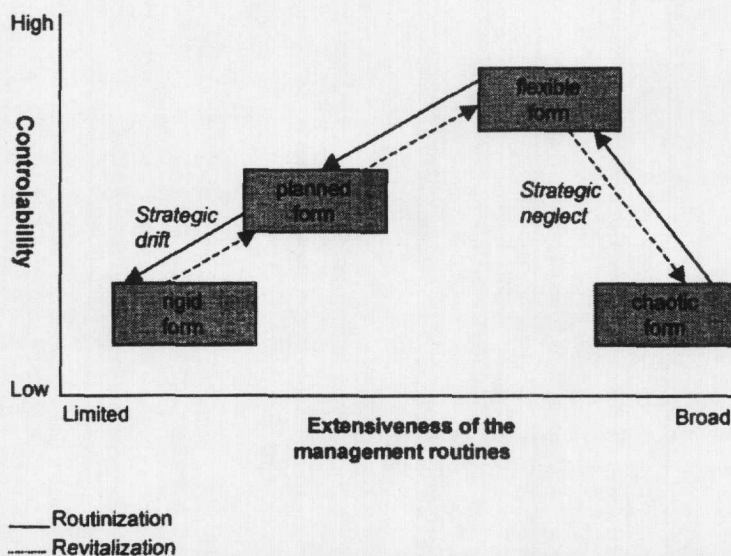 High
flexible
form
Controlabillity
planned
form
Strategic
drift
Strategic
neglect
rigid
form
chaotic
form
Low
Limited
Extensiveness of the
management routines
Broad
Routinization
Revitalization